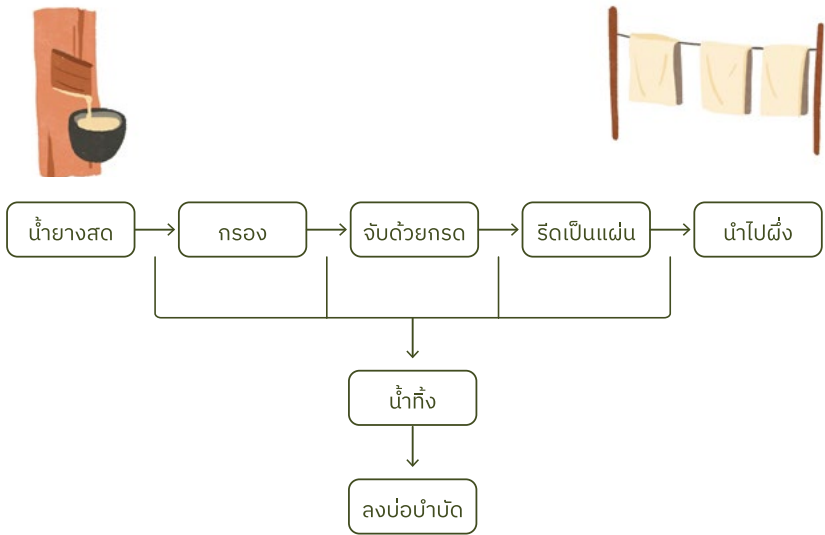 น้ำยางสด
กรอง
จับด้วยกรด
รีดเป็นแผ่น
นำไปผึ่ง
น้ำทิ้ง
ลงบ่อบำบัด